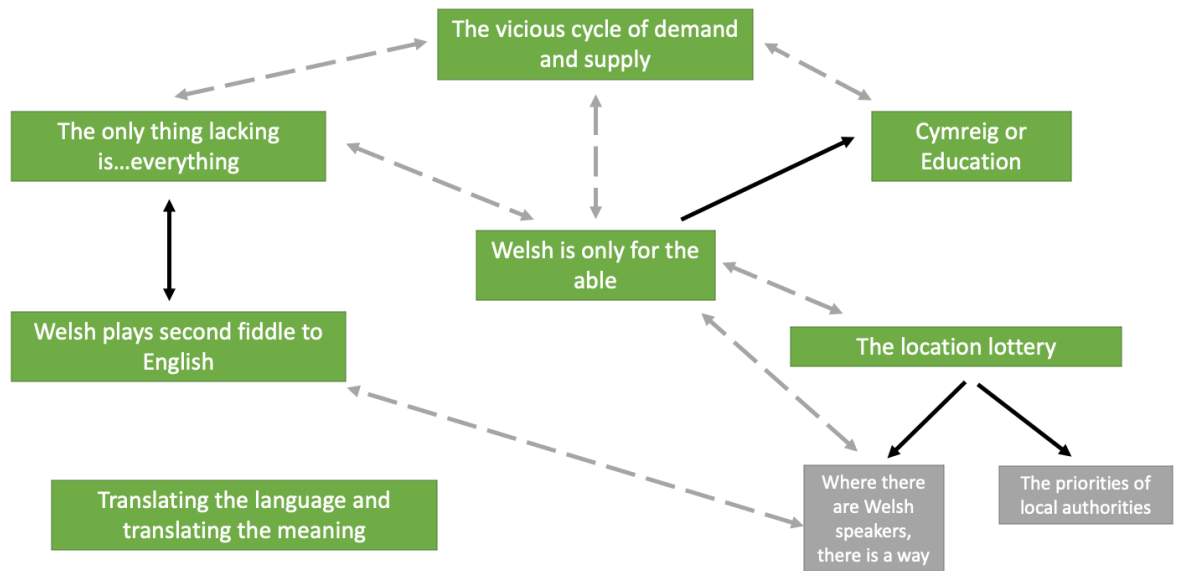 The vicious cycle of demand
and supply
The only thing lacking
is...everything
Cymreig or
Education
Welsh is only for the
able
Welsh plays second fiddle to
English
The location lottery
Where there
are Welsh
speakers,
there is a way
The priorities of
local authorities
Translating the language and
translating the meaning